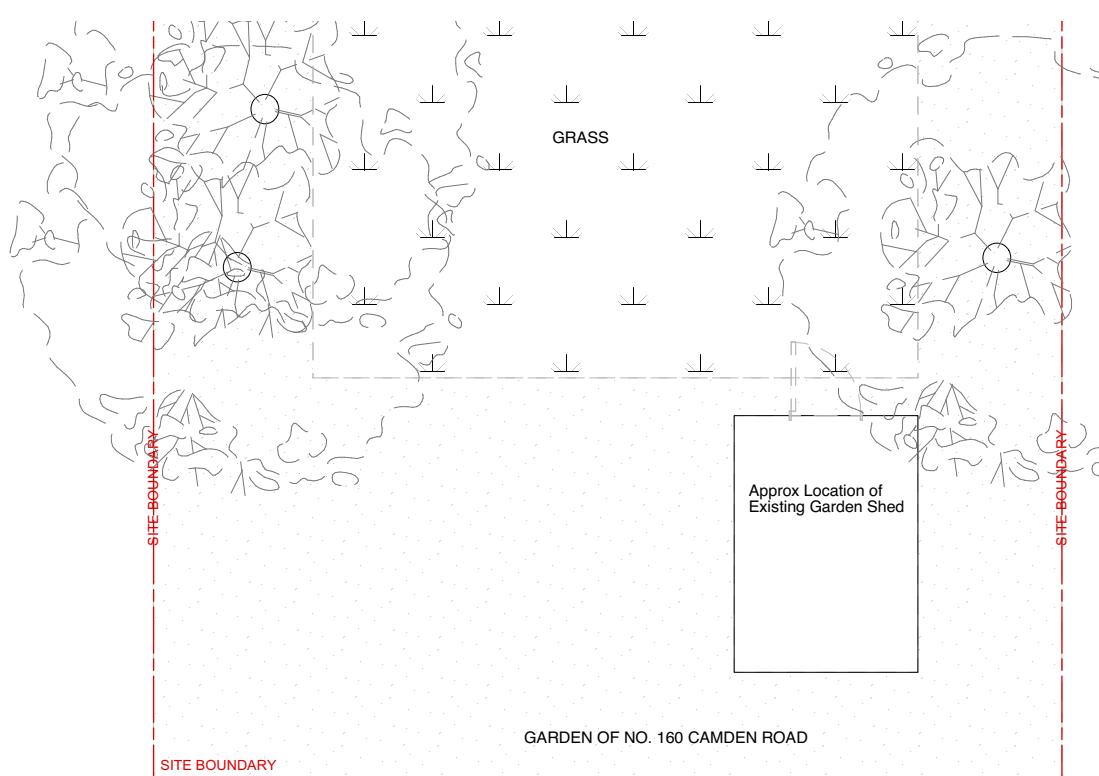 GRASS
SITE BOUNDARY
SITE BOUNDARY
Approx Location of
Existing Garden Shed
GARDEN OF NO. 160 CAMDEN ROAD
SITE BOUNDARY